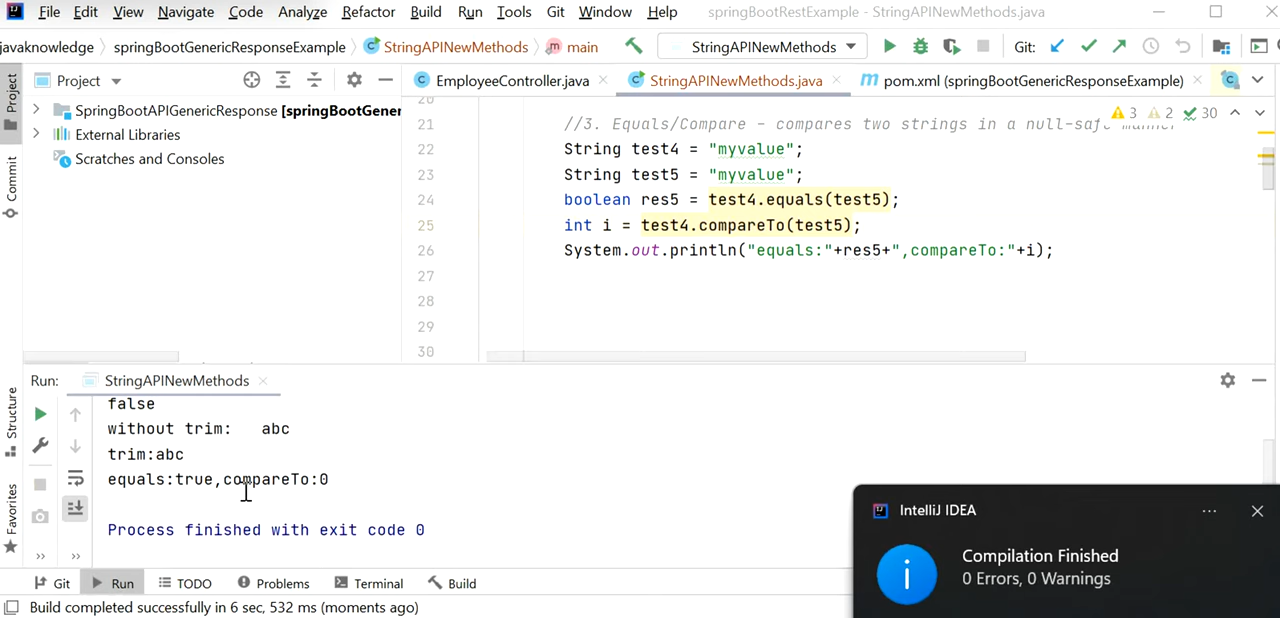 File Edit View Navigate Code Analyze Refactor Build Run Tools Git Window Help springBootRestExample - StringAPINewMethods.java
javaknowledge springBootGenericResponseExample StringAPINewMethods main StringAPINewMethods Git:
Project EmployeeController.java StringAPINewMethods.java pom.xml (springBootGenericResponseExample)
Project
Commit
Structure
Favorites
SpringBootAPIGenericResponse [springBootGener
External Libraries
Scratches and Consoles
3 2 30
20
21 //3. Equals/Compare - compares two strings in a null-safe manner
22 String test4 = "myvalue";
23 String test5 = "myvalue";
24 boolean res5 = test4.equals(test5);
25 int i = test4.compareTo(test5);
26 System.out.println("equals:"+res5+",compareTo:"+i);
27
28
29
30
Run: StringAPINewMethods
false
without trim:   abc
trim:abc
equals:true,compareTo:0
Process finished with exit code 0
IntelliJ IDEA
Compilation Finished
0 Errors, 0 Warnings
Git Run TODO Problems Terminal Build
Build completed successfully in 6 sec, 532 ms (moments ago)